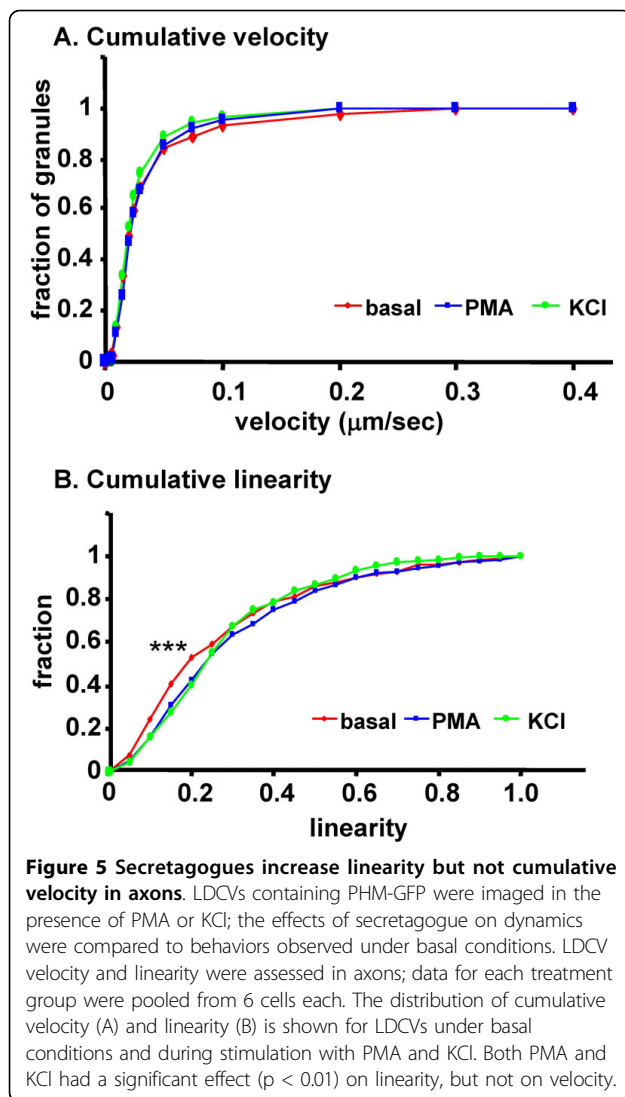 A. Cumulative velocity
fraction of granules
1
0.8
0.6
0.4
0.2
0
basal PMA KCl
0 0.1 0.2 0.3 0.4
velocity (μm/sec)
B. Cumulative linearity
fraction
1
0.8
0.6
0.4
0.2
0
***
basal PMA KCl
0 0.2 0.4 0.6 0.8 1.0
linearity
Figure 5 Secretagogues increase linearity but not cumulative
velocity in axons. LDCVs containing PHM-GFP were imaged in the
presence of PMA or KCl; the effects of secretagogue on dynamics
were compared to behaviors observed under basal conditions. LDCV
velocity and linearity were assessed in axons; data for each treatment
group were pooled from 6 cells each. The distribution of cumulative
velocity (A) and linearity (B) is shown for LDCVs under basal
conditions and during stimulation with PMA and KCl. Both PMA and
KCl had a significant effect (p < 0.01) on linearity, but not on velocity.